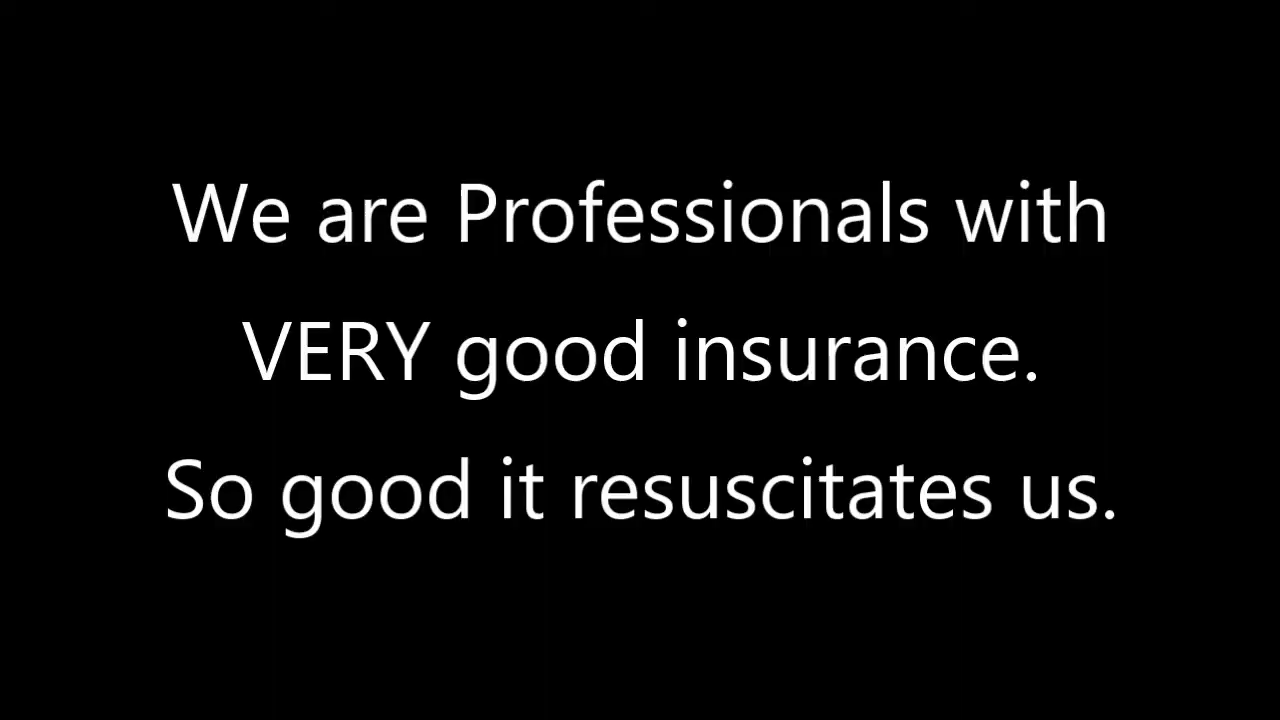 We are Professionals with
VERY good insurance.
So good it resuscitates us.